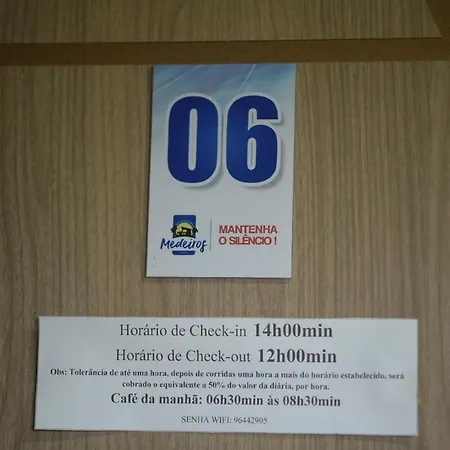 06
Medeiros
MANTENHA
O SILÊNCIO !
Horário de Check-in 14h00min
Horário de Check-out 12h00min
Obs: Tolerância de até uma hora, depois de corridas uma hora a mais do horário estabelecido, será
cobrado o equivalente a 50% do valor da diária, por hora.
Café da manhã: 06h30min às 08h30min
SENHA WIFI: 96442905